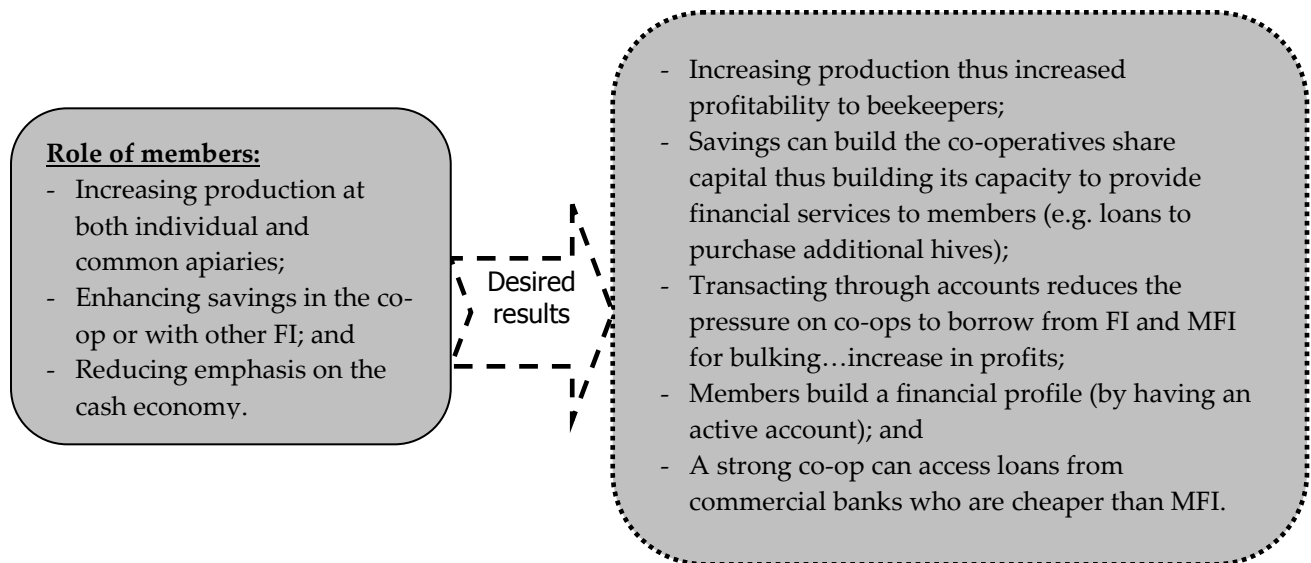 Role of members:
- Increasing production at
both individual and
common apiaries;
- Enhancing savings in the co-
op or with other FI; and
- Reducing emphasis on the
cash economy.
Desired
results
- Increasing production thus increased
profitability to beekeepers;
- Savings can build the co-operatives share
capital thus building its capacity to provide
financial services to members (e.g. loans to
purchase additional hives);
- Transacting through accounts reduces the
pressure on co-ops to borrow from FI and MFI
for bulking…increase in profits;
- Members build a financial profile (by having an
active account); and
- A strong co-op can access loans from
commercial banks who are cheaper than MFI.